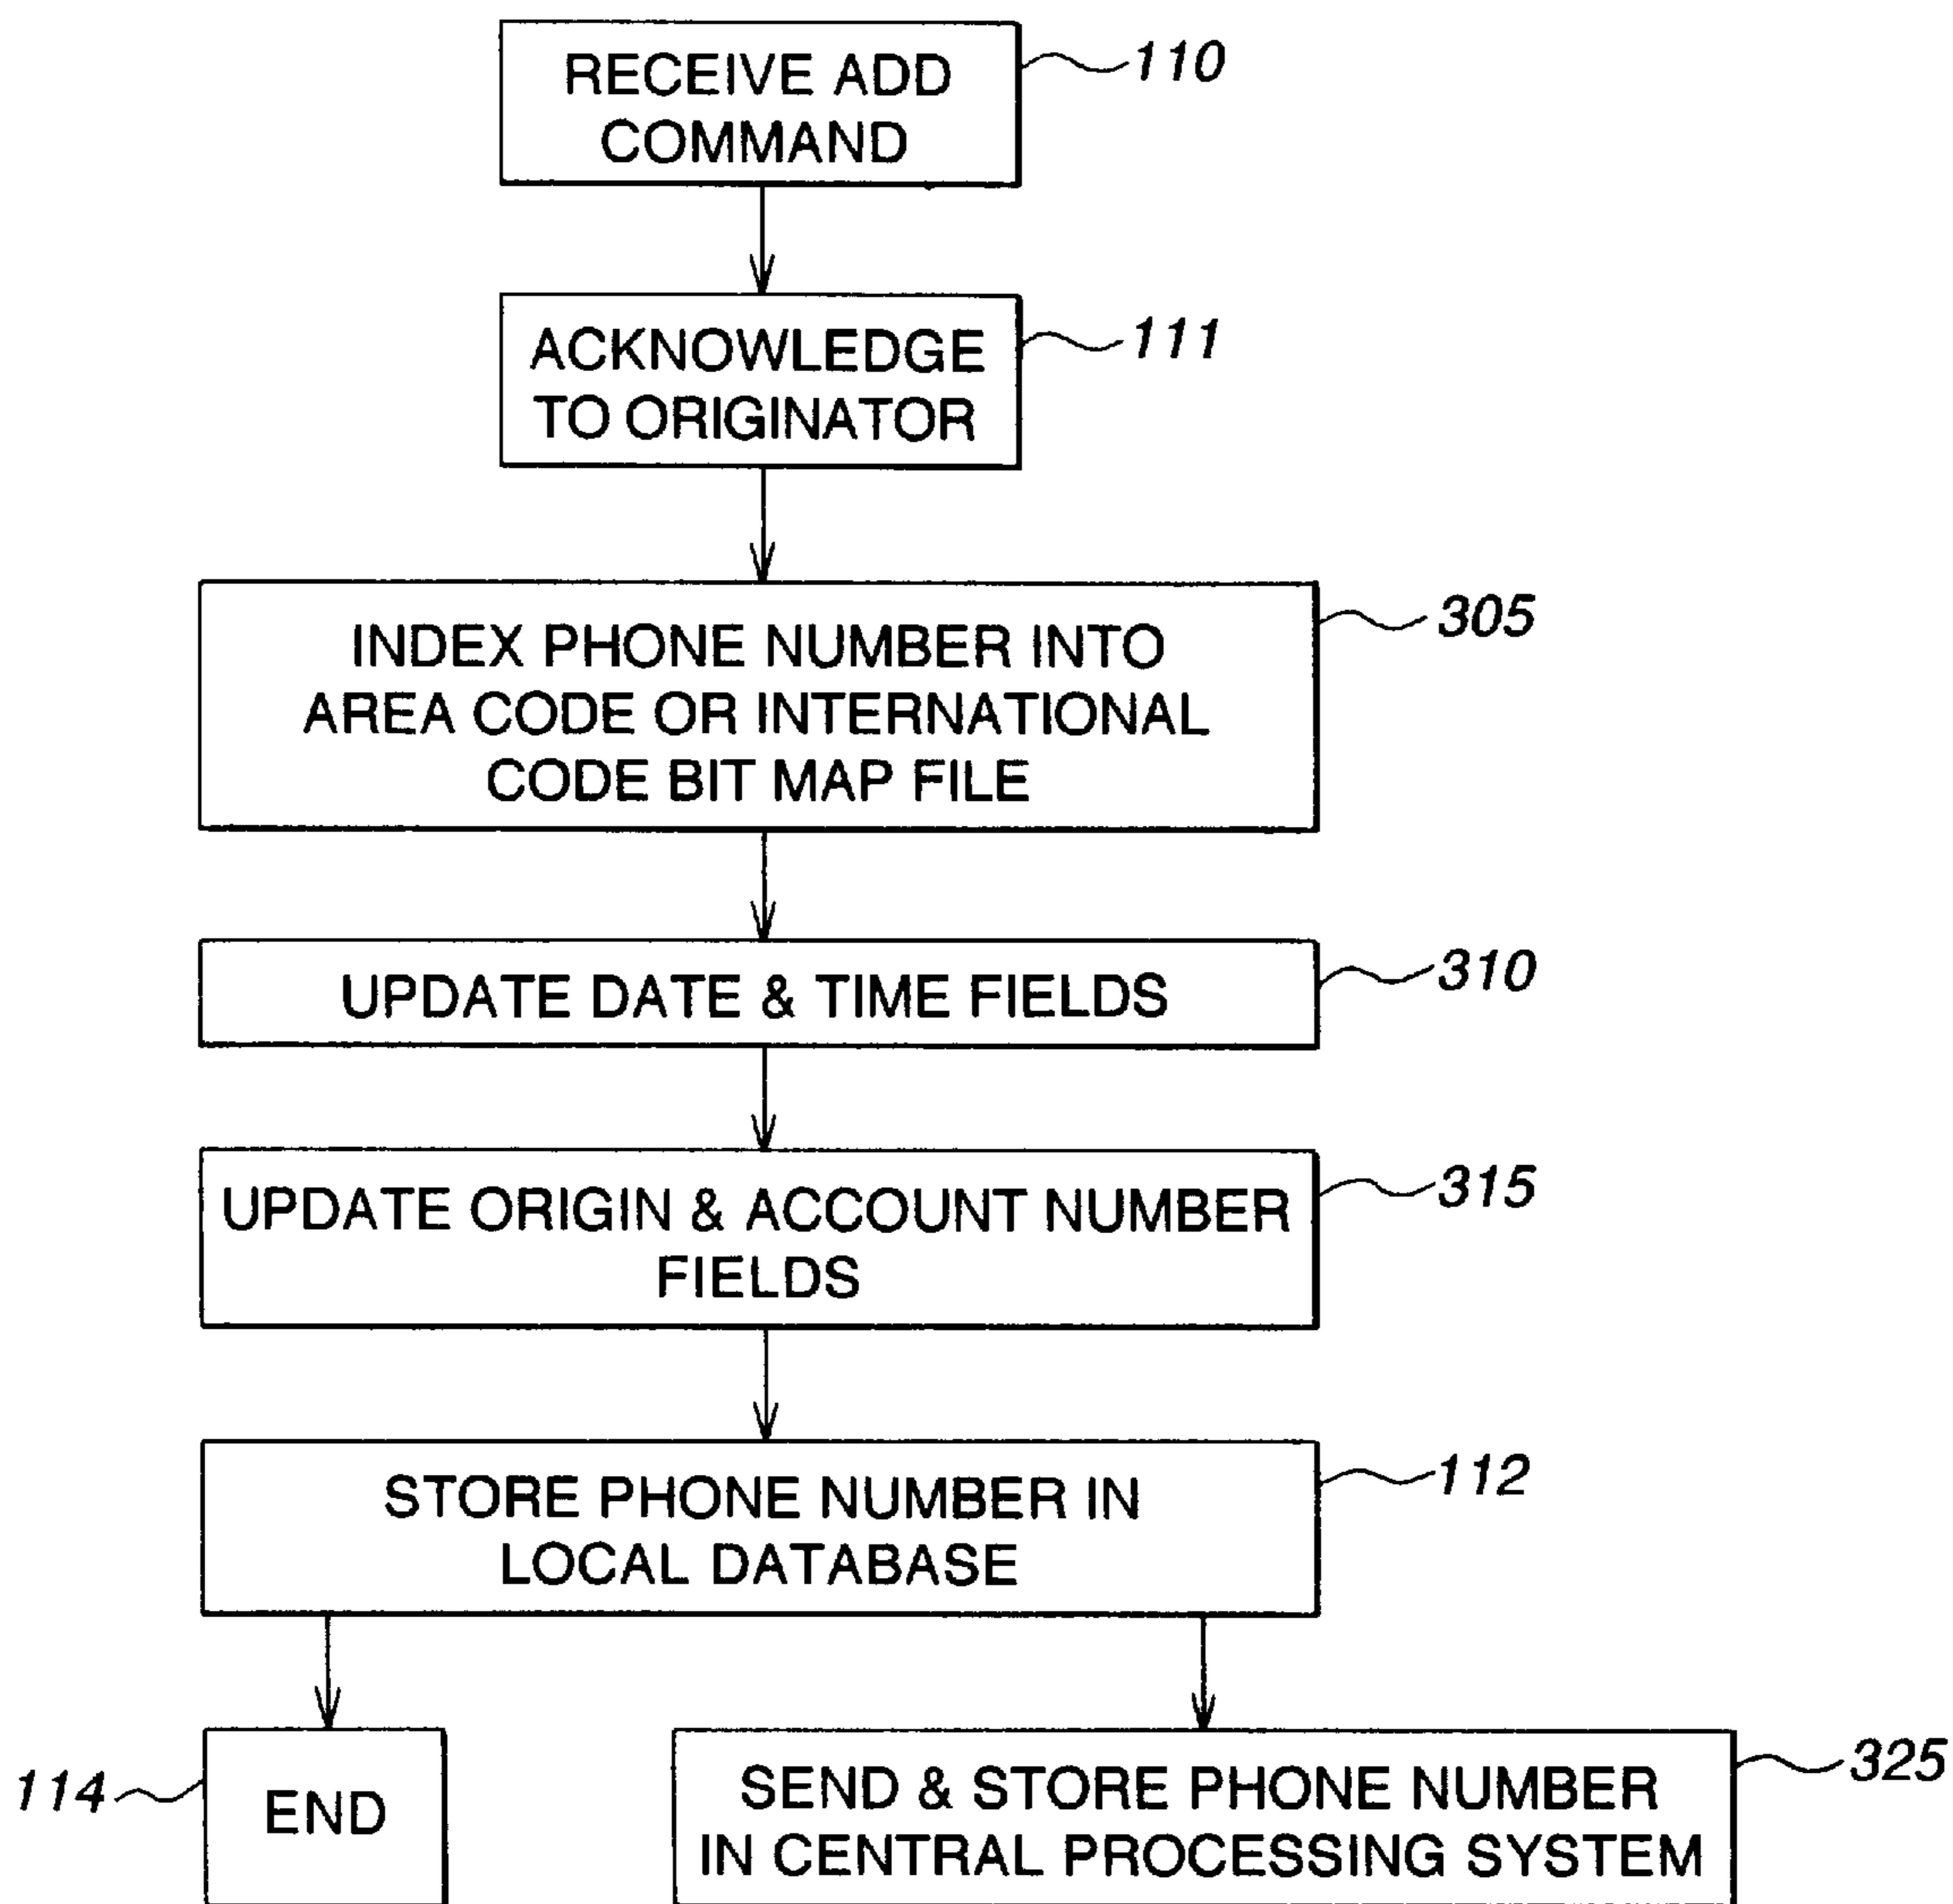 RECEIVE ADD
COMMAND
110
ACKNOWLEDGE
TO ORIGINATOR
111
INDEX PHONE NUMBER INTO
AREA CODE OR INTERNATIONAL
CODE BIT MAP FILE
305
UPDATE DATE & TIME FIELDS
310
UPDATE ORIGIN & ACCOUNT NUMBER
FIELDS
315
STORE PHONE NUMBER IN
LOCAL DATABASE
112
114
END
SEND & STORE PHONE NUMBER
IN CENTRAL PROCESSING SYSTEM
325